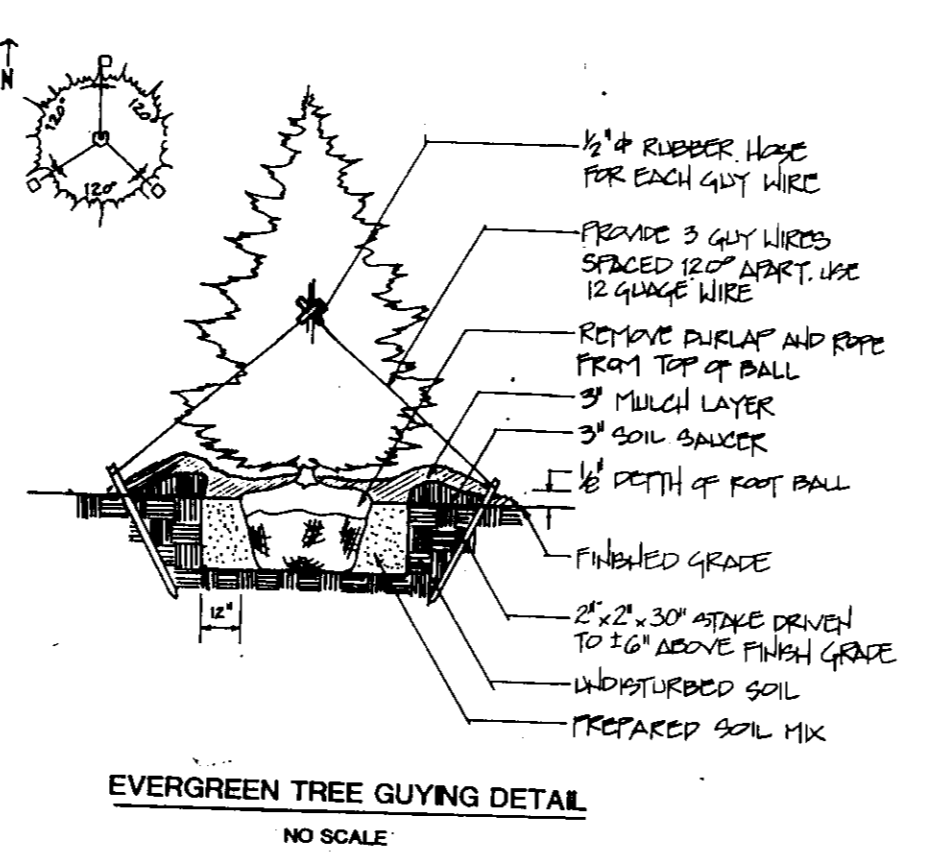 N
120°
120°
120°
1/2" ⌀ RUBBER HOSE
FOR EACH GUY WIRE
PROVIDE 3 GUY WIRES
SPACED 120° APART. USE
12 GUAGE WIRE
REMOVE BURLAP AND ROPE
FROM TOP OF BALL
3" MULCH LAYER
3" SOIL SAUCER
DEPTH OF ROOT BALL
FINISHED GRADE
2"x2"x30" STAKE DRIVEN
TO ±6" ABOVE FINISH GRADE
UNDISTURBED SOIL
PREPARED SOIL MIX
12"
EVERGREEN TREE GUYING DETAIL
NO SCALE